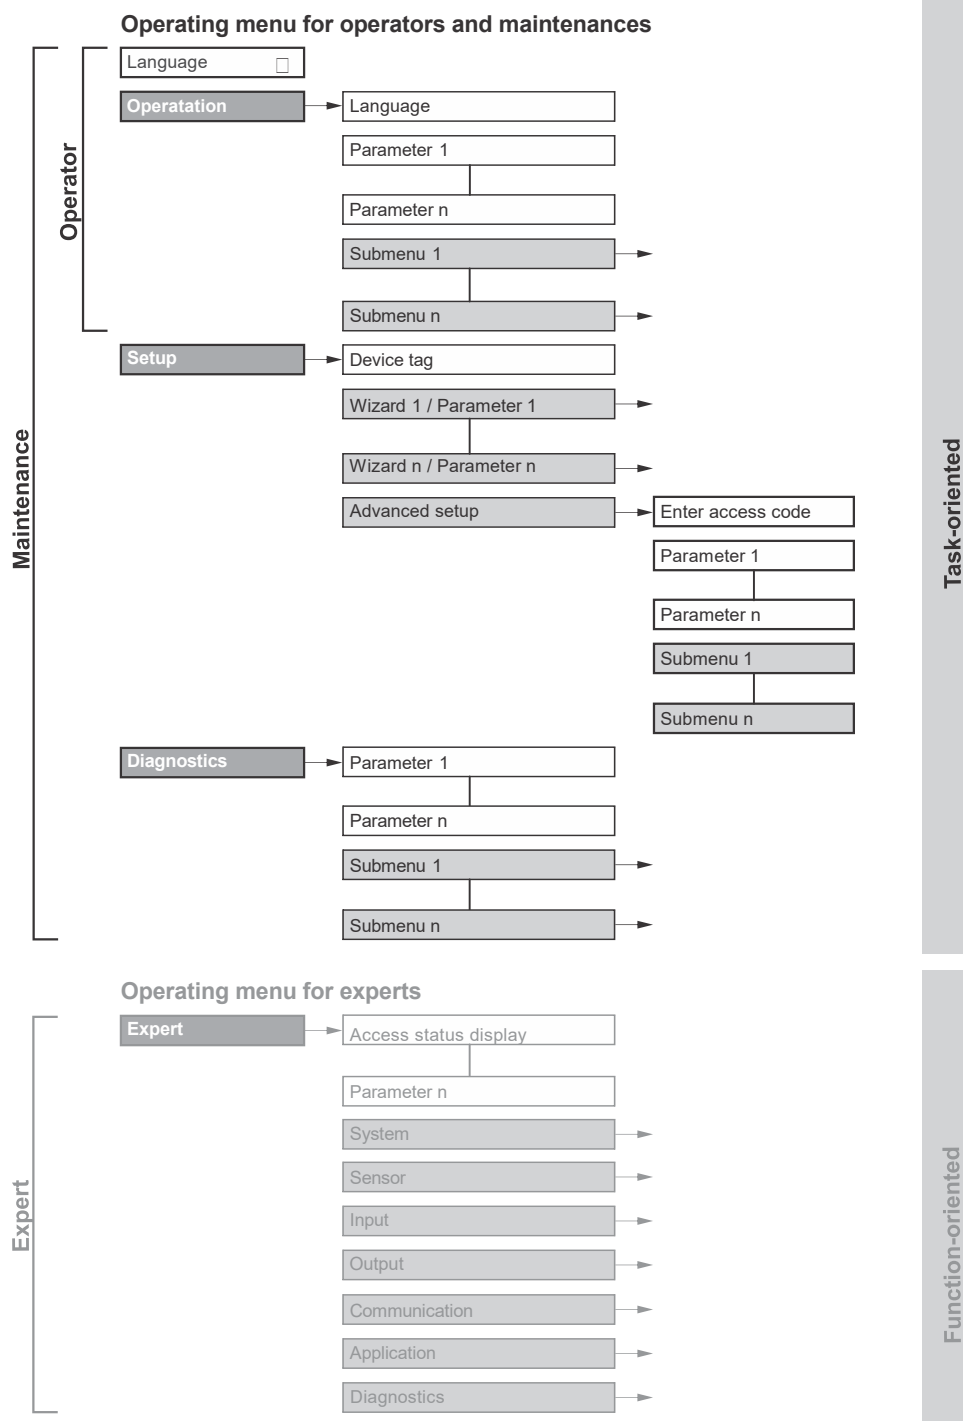 Operating menu for operators and maintenances
Language
Operatation
Language
Parameter 1
Parameter n
Submenu 1
Submenu n
Operator
Setup
Device tag
Wizard 1 / Parameter 1
Wizard n / Parameter n
Advanced setup
Enter access code
Parameter 1
Parameter n
Submenu 1
Submenu n
Maintenance
Task-oriented
Diagnostics
Parameter 1
Parameter n
Submenu 1
Submenu n
Operating menu for experts
Expert
Access status display
Parameter n
System
Sensor
Input
Output
Communication
Application
Diagnostics
Expert
Function-oriented